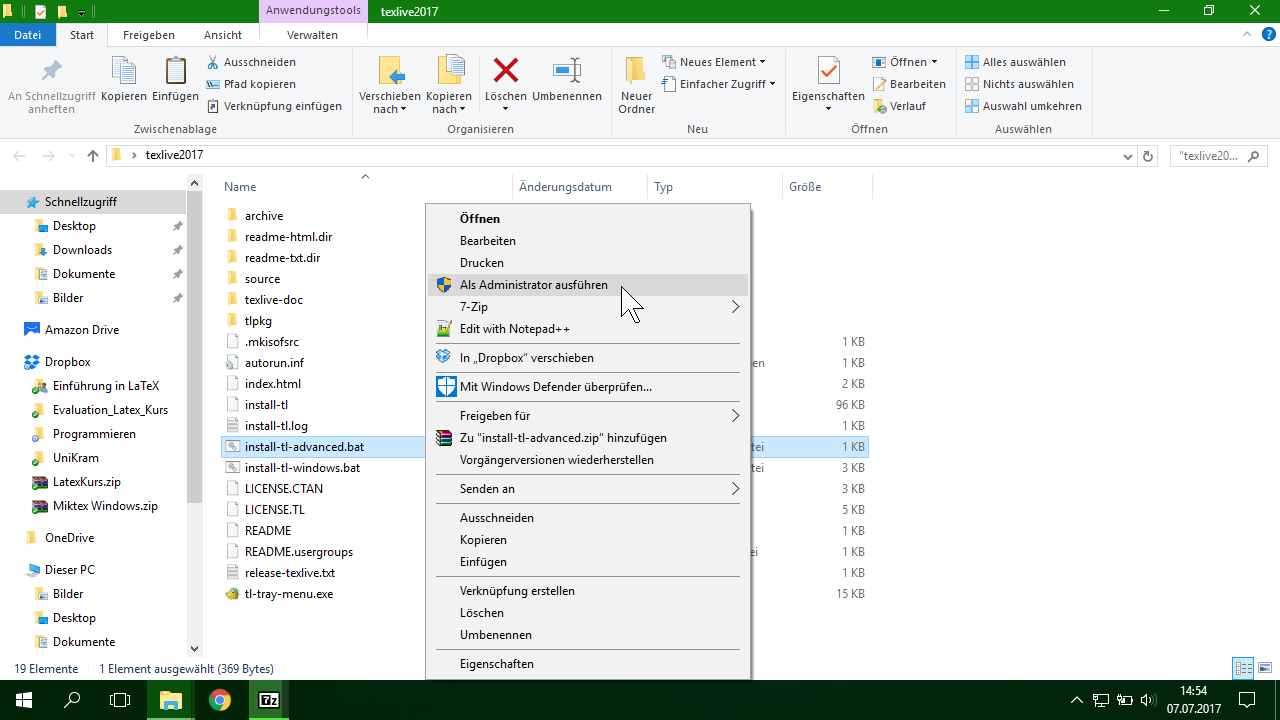 Anwendungstools
texlive2017
Datei
Start
Freigeben
Ansicht
Verwalten
An Schnellzugriff
anheften
Kopieren
Einfügen
Ausschneiden
Pfad kopieren
Verknüpfung einfügen
Zwischenablage
Verschieben
nach
Kopieren
nach
Löschen
Umbenennen
Organisieren
Neuer
Ordner
Neues Element
Einfacher Zugriff
Neu
Eigenschaften
Öffnen
Bearbeiten
Verlauf
Öffnen
Alles auswählen
Nichts auswählen
Auswahl umkehren
Auswählen
texlive2017
"texlive20...
Name
Änderungsdatum
Typ
Größe
Schnellzugriff
Desktop
Downloads
Dokumente
Bilder
Amazon Drive
Dropbox
Einführung in LaTeX
Evaluation_Latex_Kurs
Programmieren
UniKram
LatexKurs.zip
Miktex Windows.zip
OneDrive
Dieser PC
Bilder
Desktop
Dokumente
archive
readme-html.dir
readme-txt.dir
source
texlive-doc
tlpkg
.mkisofsrc 1 KB
autorun.inf en 1 KB
index.html 2 KB
install-tl 96 KB
install-tl.log 1 KB
install-tl-advanced.bat tei 1 KB
install-tl-windows.bat tei 3 KB
LICENSE.CTAN 3 KB
LICENSE.TL 5 KB
README 1 KB
README.usergroups ei 1 KB
release-texlive.txt 1 KB
tl-tray-menu.exe 15 KB
Öffnen
Bearbeiten
Drucken
Als Administrator ausführen
7-Zip
Edit with Notepad++
In „Dropbox“ verschieben
Mit Windows Defender überprüfen...
Freigeben für
Zu "install-tl-advanced.zip" hinzufügen
Vorgängerversionen wiederherstellen
Senden an
Ausschneiden
Kopieren
Einfügen
Verknüpfung erstellen
Löschen
Umbenennen
Eigenschaften
19 Elemente
1 Element ausgewählt (369 Bytes)
7z
14:54
07.07.2017